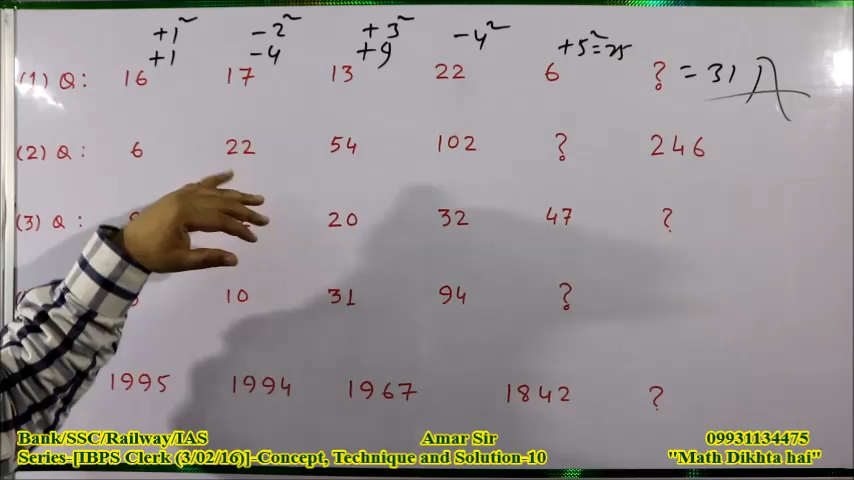 +1² -2² +3² -4² +5²=25
+1 -4 +9
(1) Q: 16 17 13 22 6 ? = 31
(2) Q: 6 22 54 102 ? 246
(3) Q: 20 32 47 ?
10 31 94 ?
1995 1994 1967 1842 ?
Bank/SSC/Railway/IAS Amar Sir 09931134475
Series-[IBPS Clerk (3/02/16)]-Concept, Technique and Solution-10 "Math Dikhta hai"